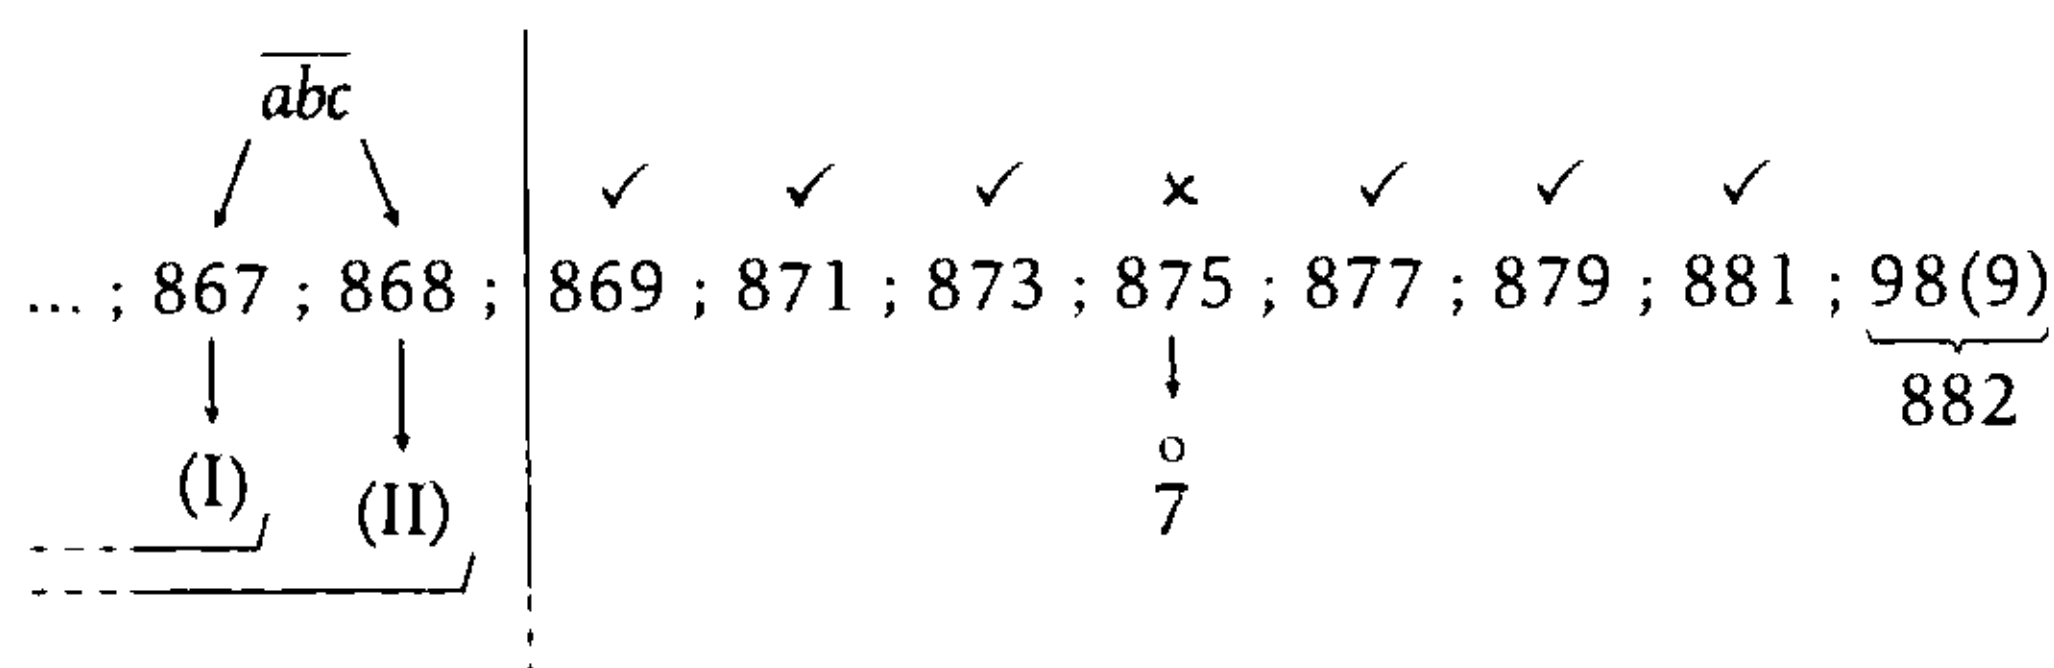 abc
✓ ✓ ✓ × ✓ ✓ ✓
... ; 867 ; 868 ; 869 ; 871 ; 873 ; 875 ; 877 ; 879 ; 881 ; 98(9)
882
o
7
(I) (II)